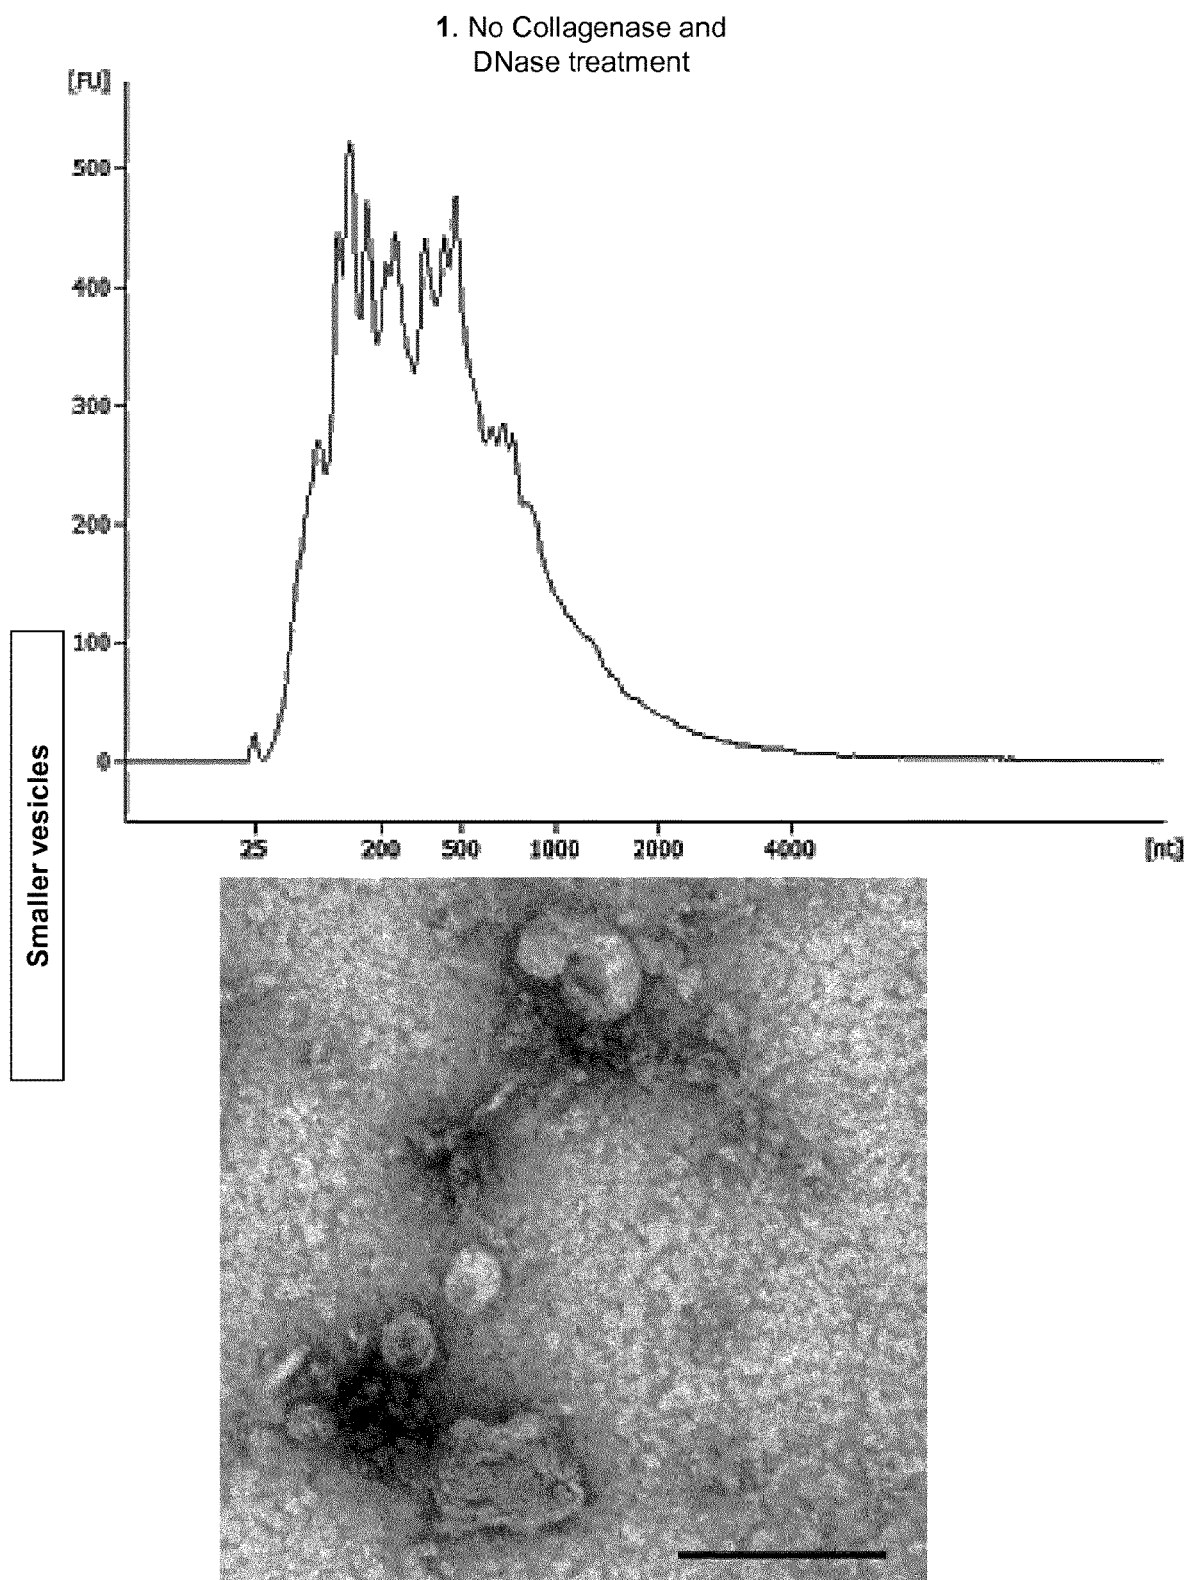 1. No Collagenase and
DNase treatment
[FU]
500
400
300
200
100
0
25 200 500 1000 2000 4000 [nt]
Smaller vesicles